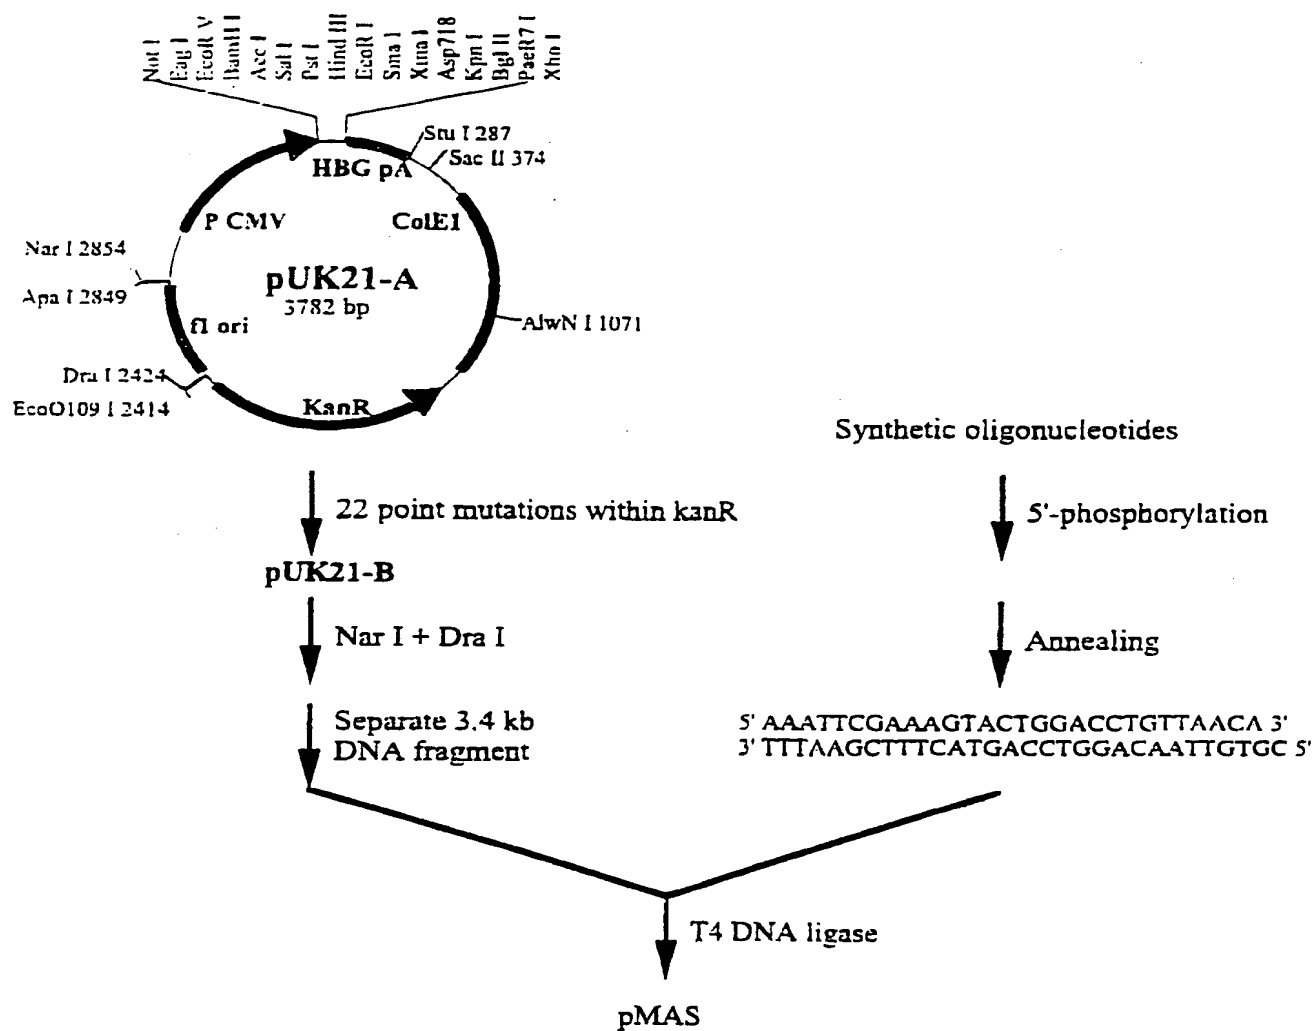 Not I
Eag I
EcoR V
BamH I
Acc I
Sal I
Pst I
Hind III
EcoR I
Sma I
Xma I
Asp718
Kpn I
Bgl II
PaeR7 I
Xho I
Stu I 287
HBG pA
Sac II 374
P CMV
ColE1
Nar I 2854
pUK21-A
Apa I 2849
3782 bp
f1 ori
AlwN I 1071
Dra I 2424
EcoO109 I 2414
KanR
Synthetic oligonucleotides
22 point mutations within kanR
5'-phosphorylation
pUK21-B
Nar I + Dra I
Annealing
Separate 3.4 kb
DNA fragment
5' AAATTCGAAAGTACTGGACCTGTTAACA 3'
3' TTTAAGCTTTCATGACCTGGACAATTGTGC 5'
T4 DNA ligase
pMAS